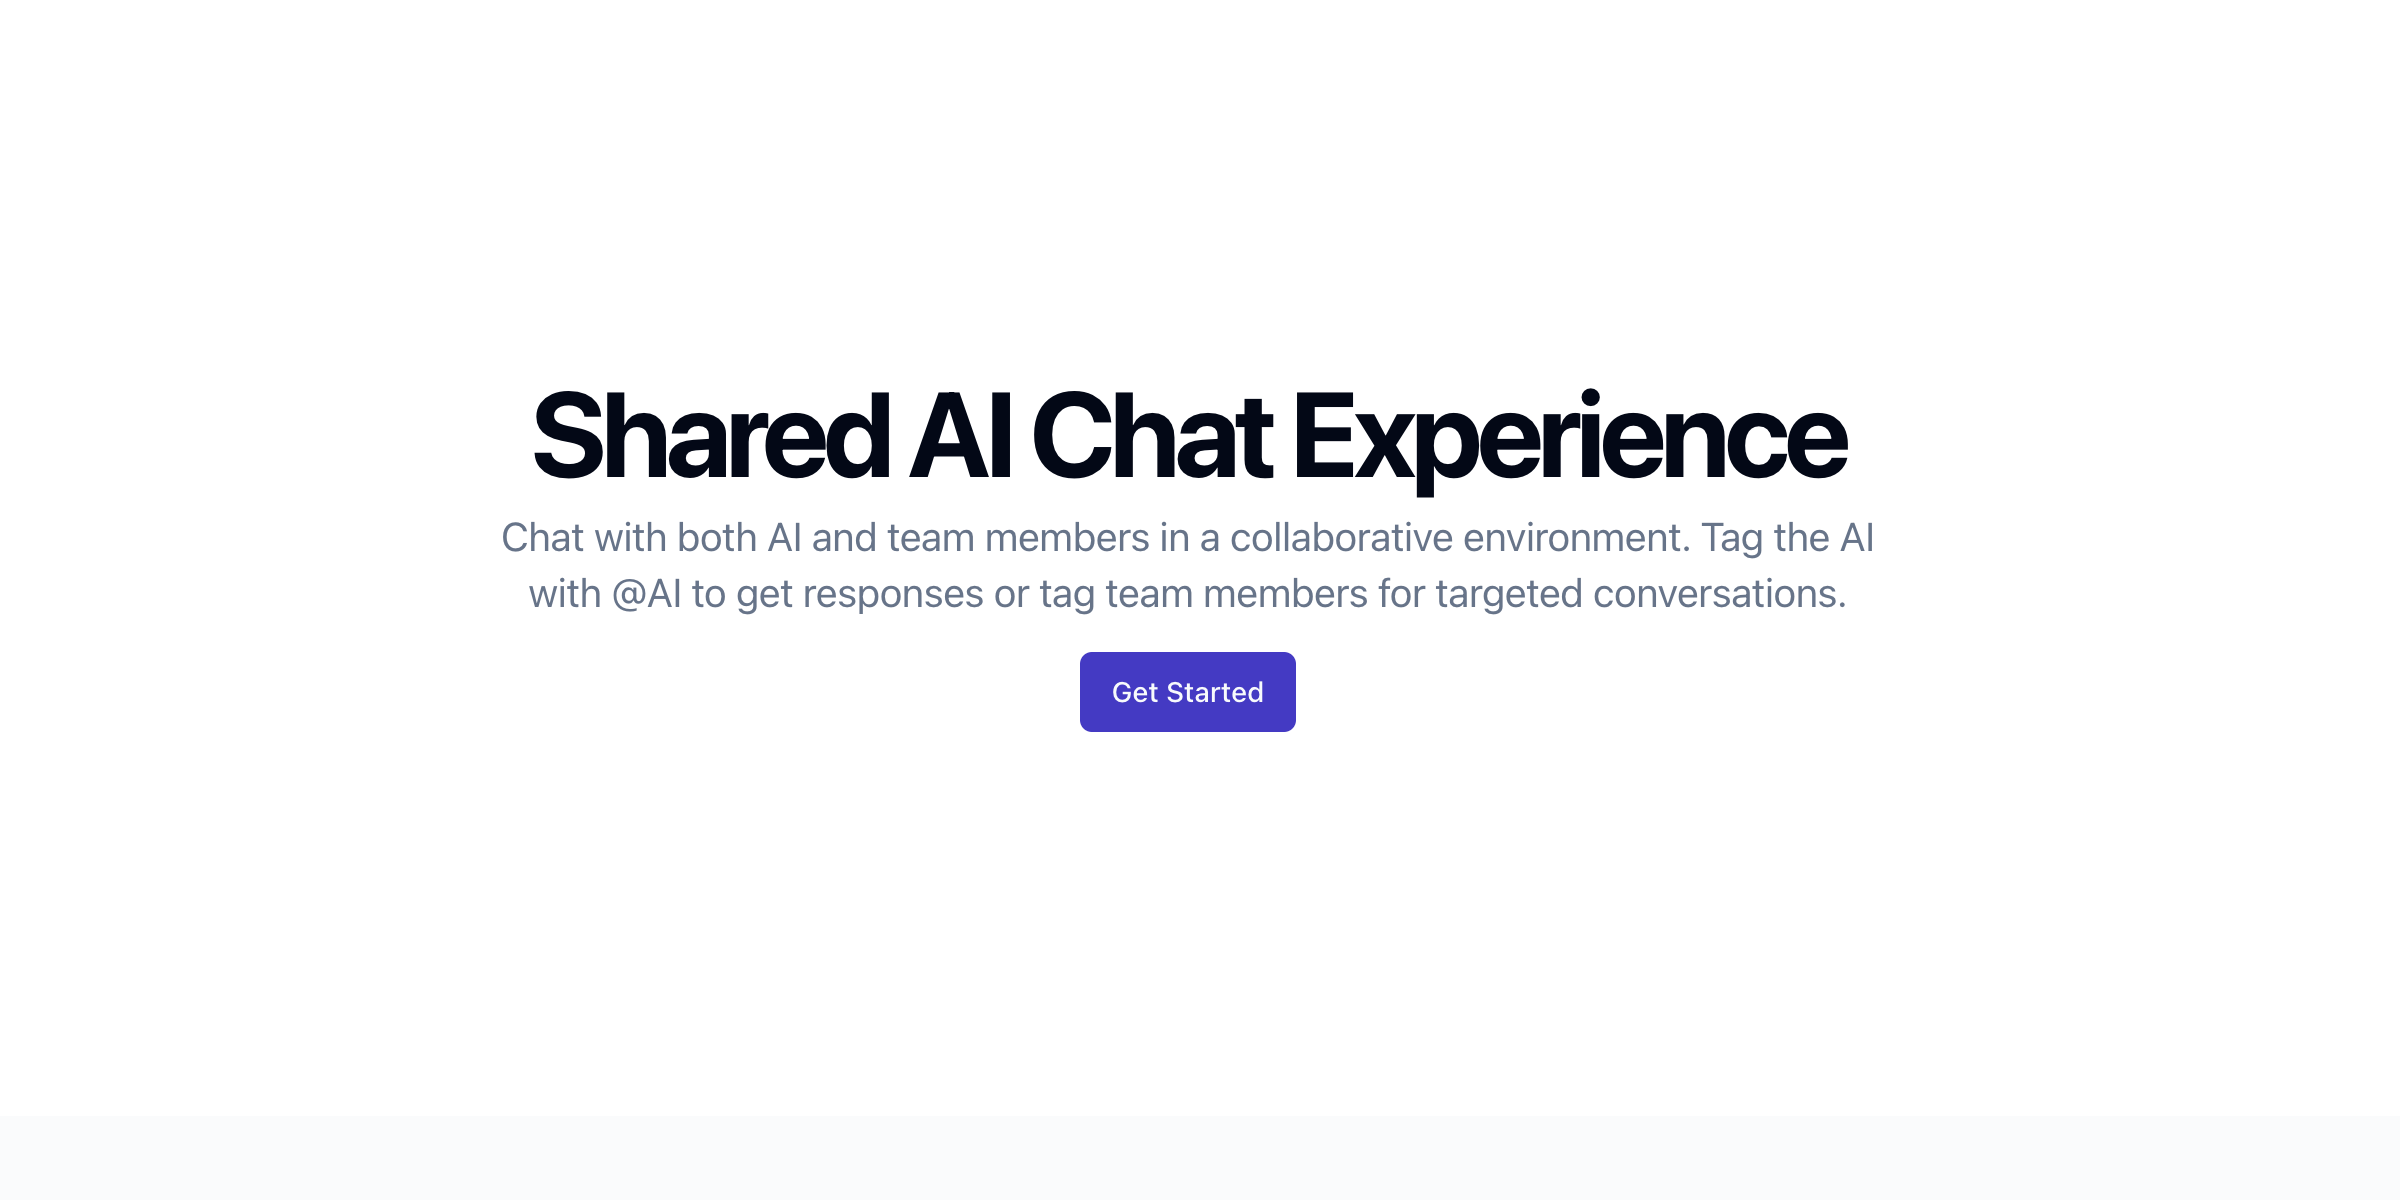 Shared AI Chat Experience
Chat with both AI and team members in a collaborative environment. Tag the AI
with @AI to get responses or tag team members for targeted conversations.
Get Started